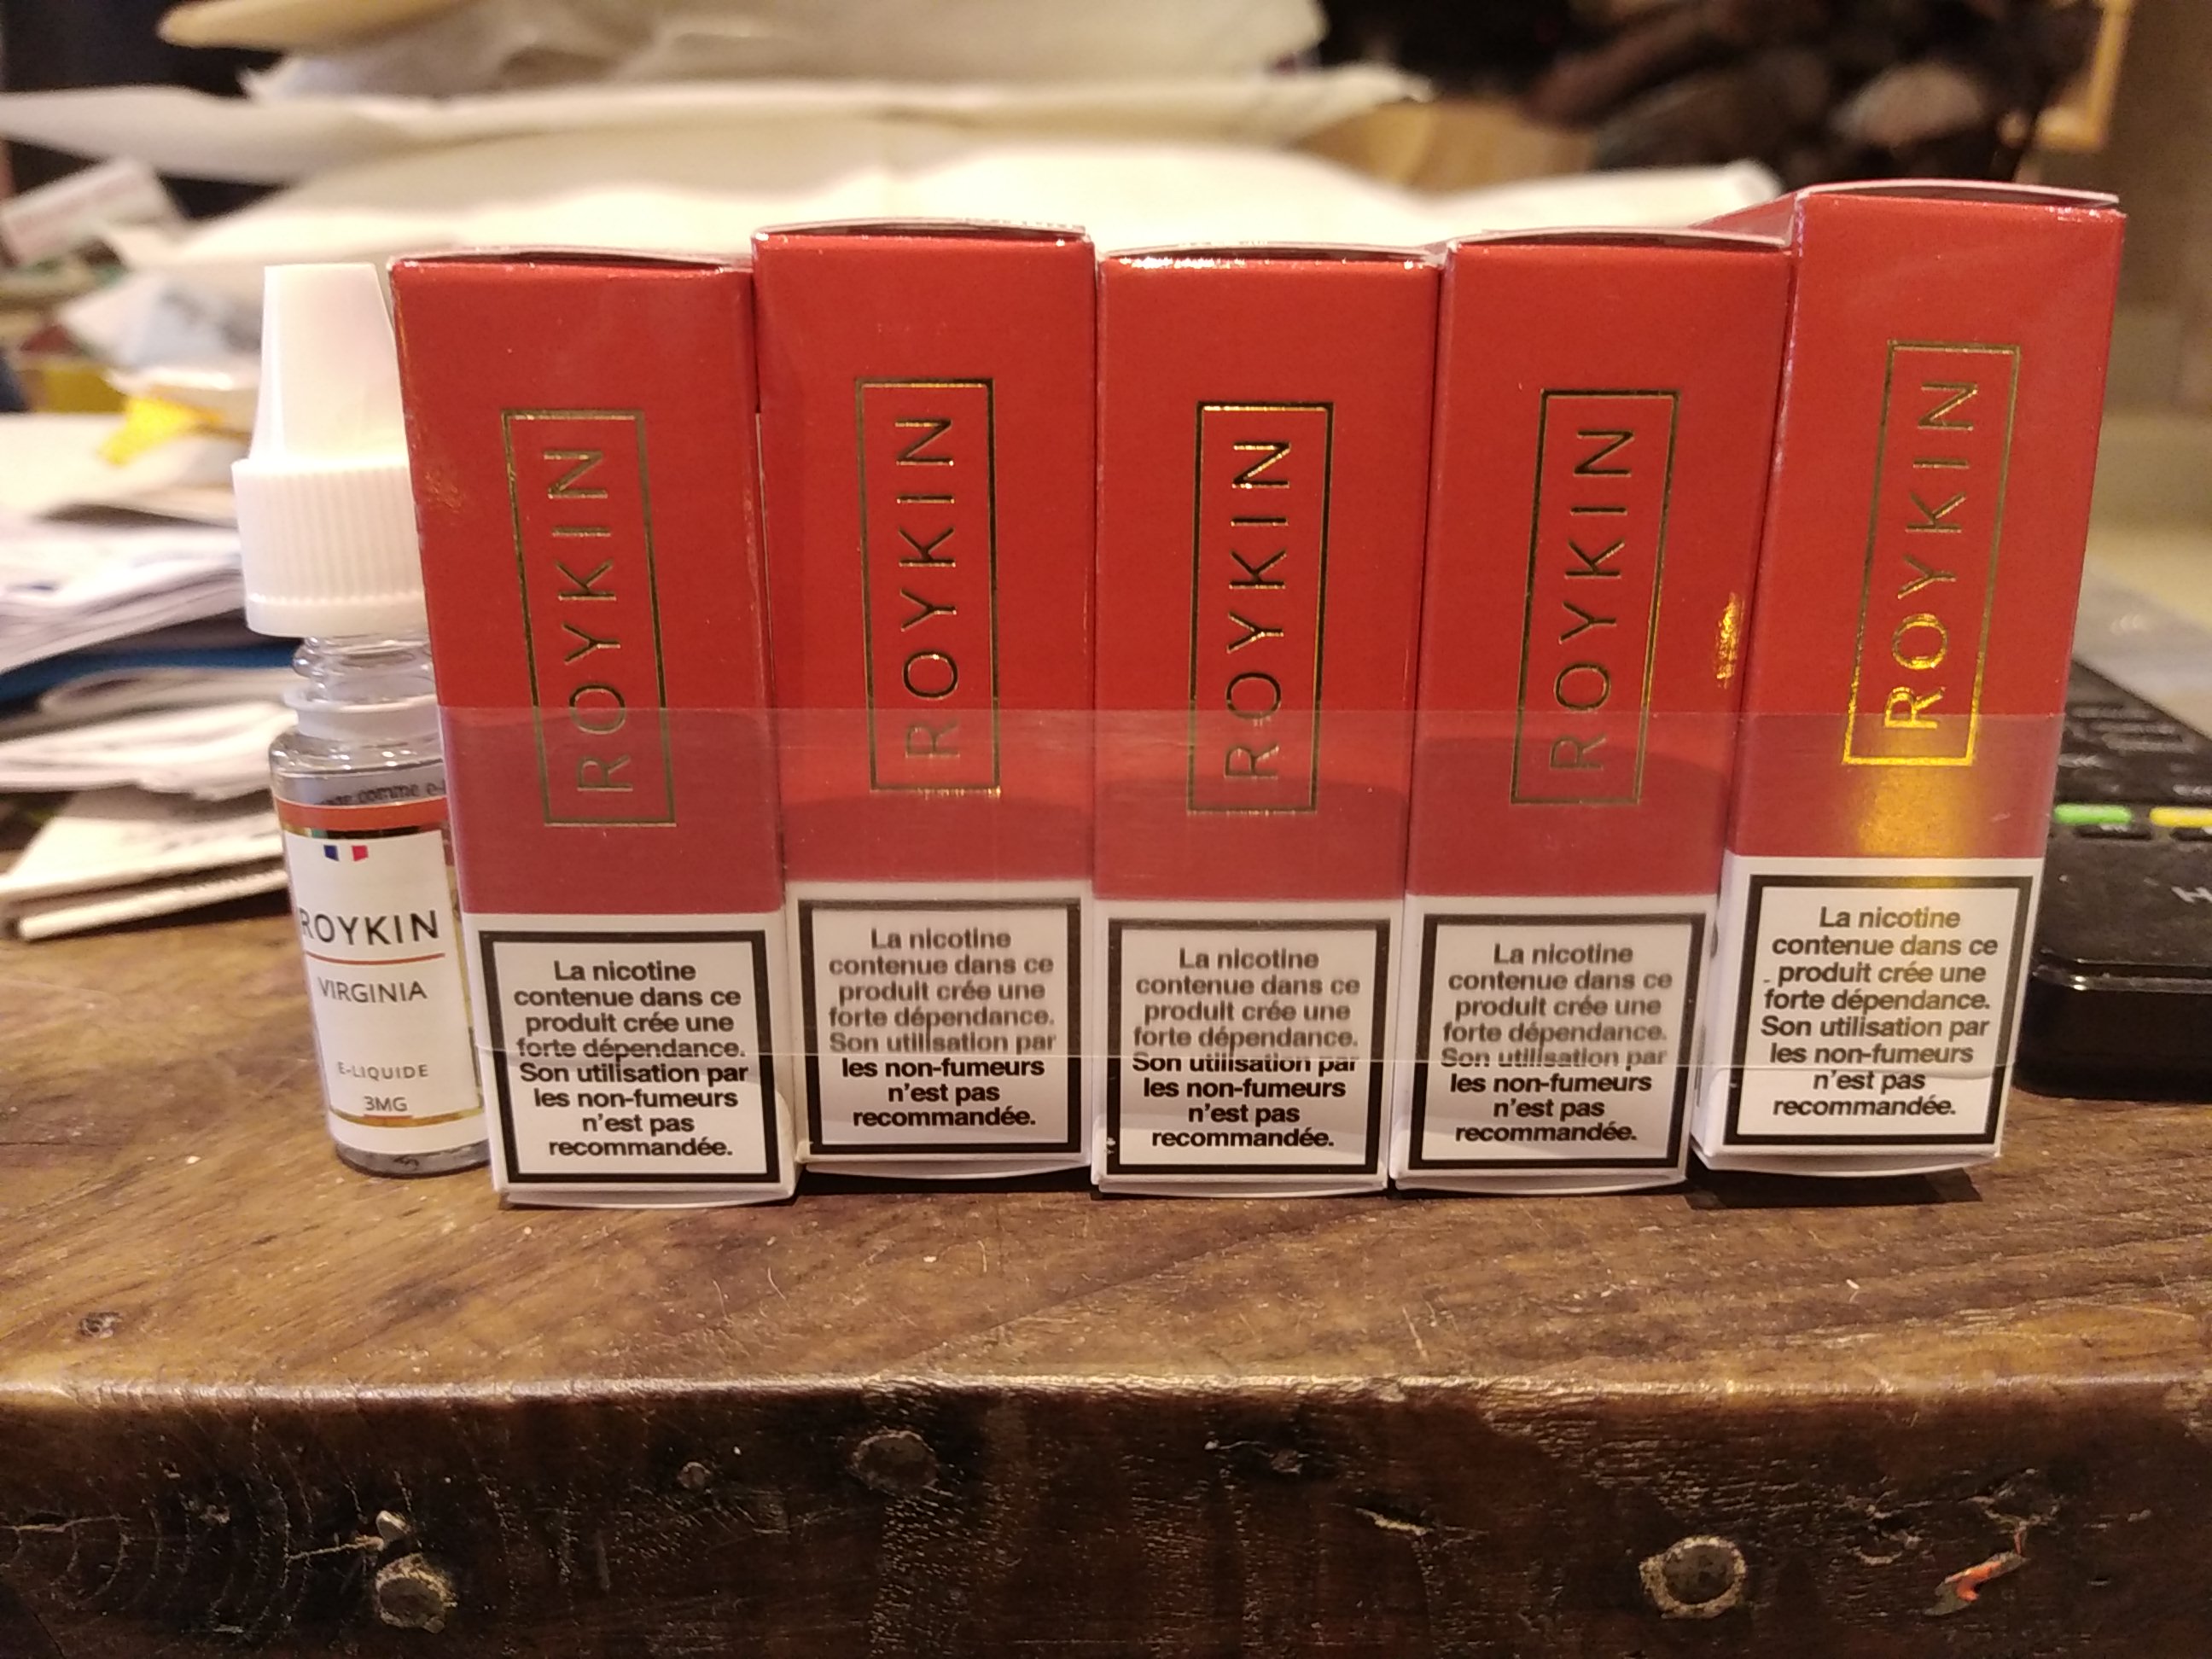 ROYKIN
VIRGINIA
E-LIQUIDE
3MG
ROYKIN
La nicotine
contenue dans ce
produit crée une
forte dépendance.
Son utilisation par
les non-fumeurs
n'est pas
recommandée.
ROYKIN
La nicotine
contenue dans ce
produit crée une
forte dépendance.
Son utilisation par
les non-fumeurs
n'est pas
recommandée.
ROYKIN
La nicotine
contenue dans ce
produit crée une
forte dépendance.
Son utilisation par
les non-fumeurs
n'est pas
recommandée.
ROYKIN
La nicotine
contenue dans ce
produit crée une
forte dépendance.
Son utilisation par
les non-fumeurs
n'est pas
recommandée.
ROYKIN
La nicotine
contenue dans ce
produit crée une
forte dépendance.
Son utilisation par
les non-fumeurs
n'est pas
recommandée.